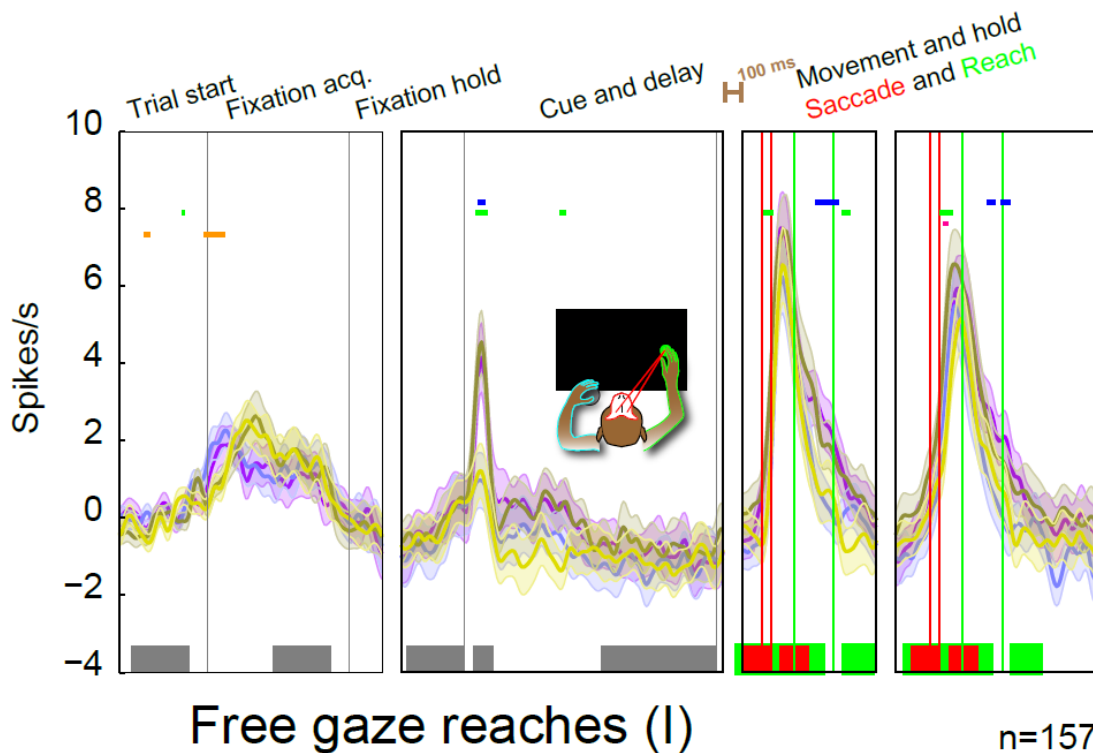 Trial start
Fixation acq.
Fixation hold
Cue and delay
100 ms
Movement and hold
Saccade and Reach
Spikes/s
10
8
6
4
2
0
−2
−4
Free gaze reaches (I)
n=157